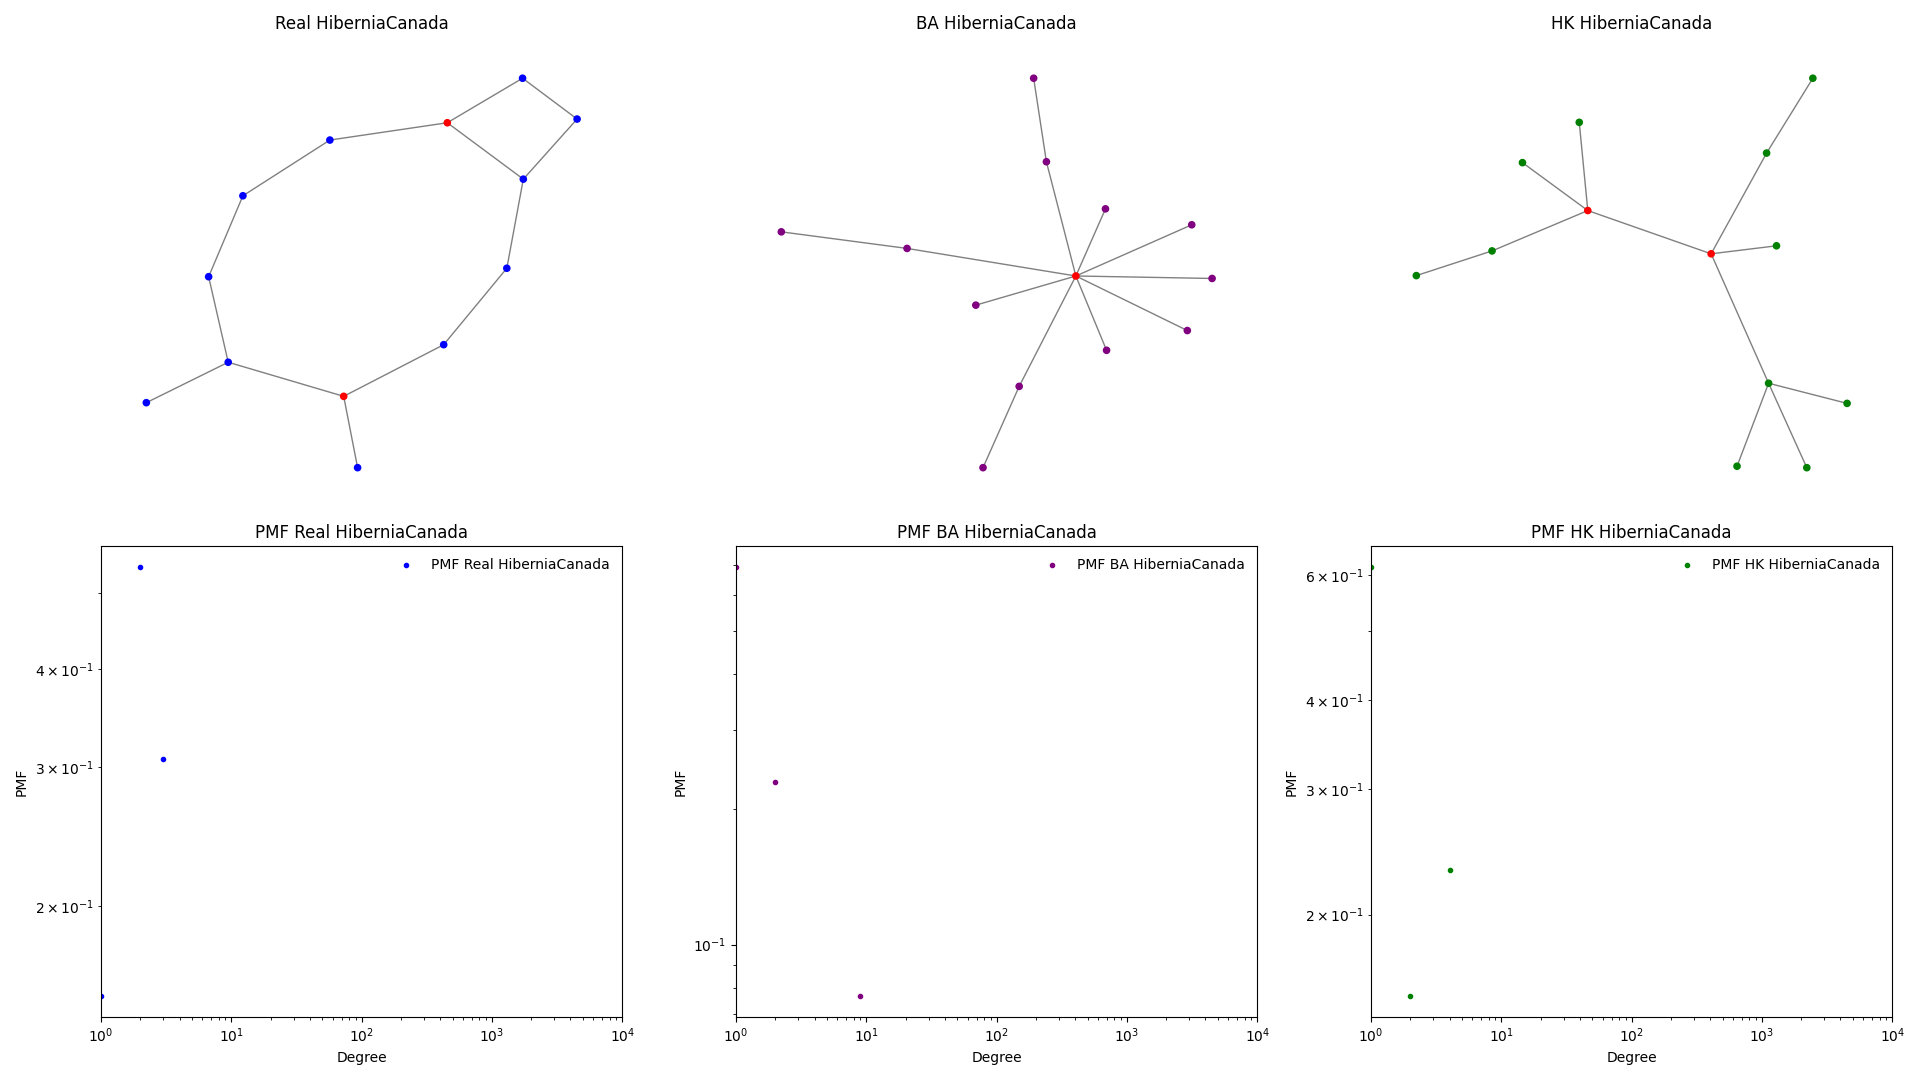 Real HiberniaCanada
BA HiberniaCanada
HK HiberniaCanada
PMF Real HiberniaCanada
PMF Real HiberniaCanada
4 × 10⁻¹
3 × 10⁻¹
2 × 10⁻¹
PMF
10⁰ 10¹ 10² 10³ 10⁴
Degree
PMF BA HiberniaCanada
PMF BA HiberniaCanada
10⁻¹
PMF
10⁰ 10¹ 10² 10³ 10⁴
Degree
PMF HK HiberniaCanada
PMF HK HiberniaCanada
6 × 10⁻¹
4 × 10⁻¹
3 × 10⁻¹
2 × 10⁻¹
PMF
10⁰ 10¹ 10² 10³ 10⁴
Degree